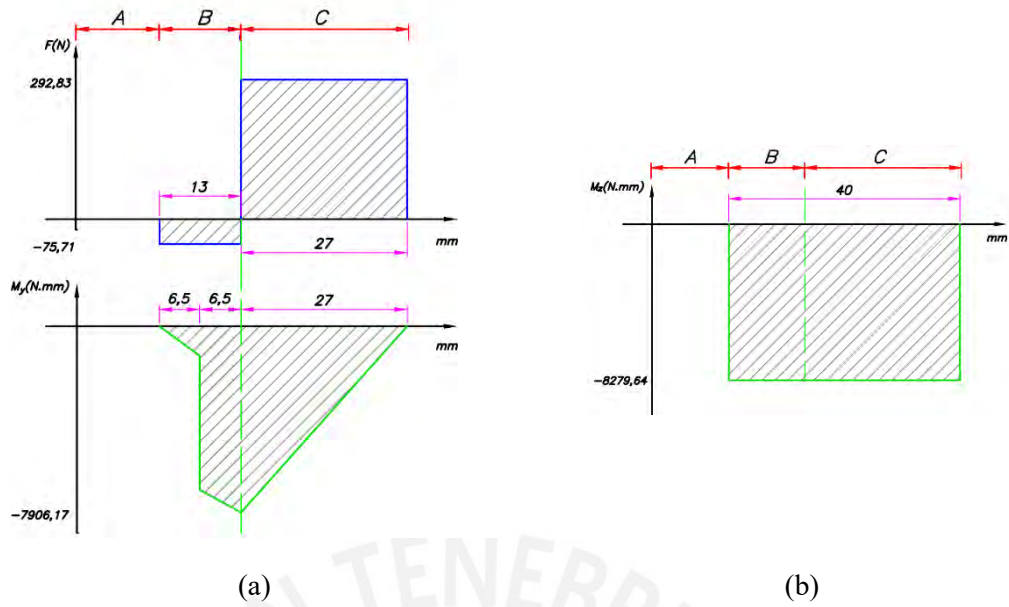 A B C
F(N)
292,83
13
-75,71
27
mm
My(N.mm)
6,5 6,5 27
mm
-7906,17
A B C
Mz(N.mm)
40
mm
-8279,64
(a) (b)
TENEBR